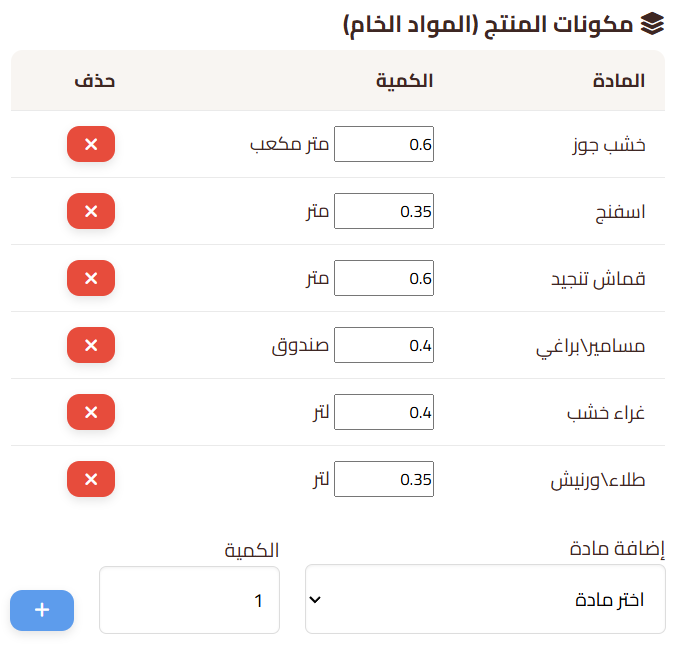 مكونات المنتج (المواد الخام)
المادة الكمية حذف
خشب جوز 0.6 متر مكعب
اسفنج 0.35 متر
قماش تنجيد 0.6 متر
مسامير\براغي 0.4 صندوق
غراء خشب 0.4 لتر
طلاء\ورنيش 0.35 لتر
إضافة مادة الكمية
اختر مادة 1 +